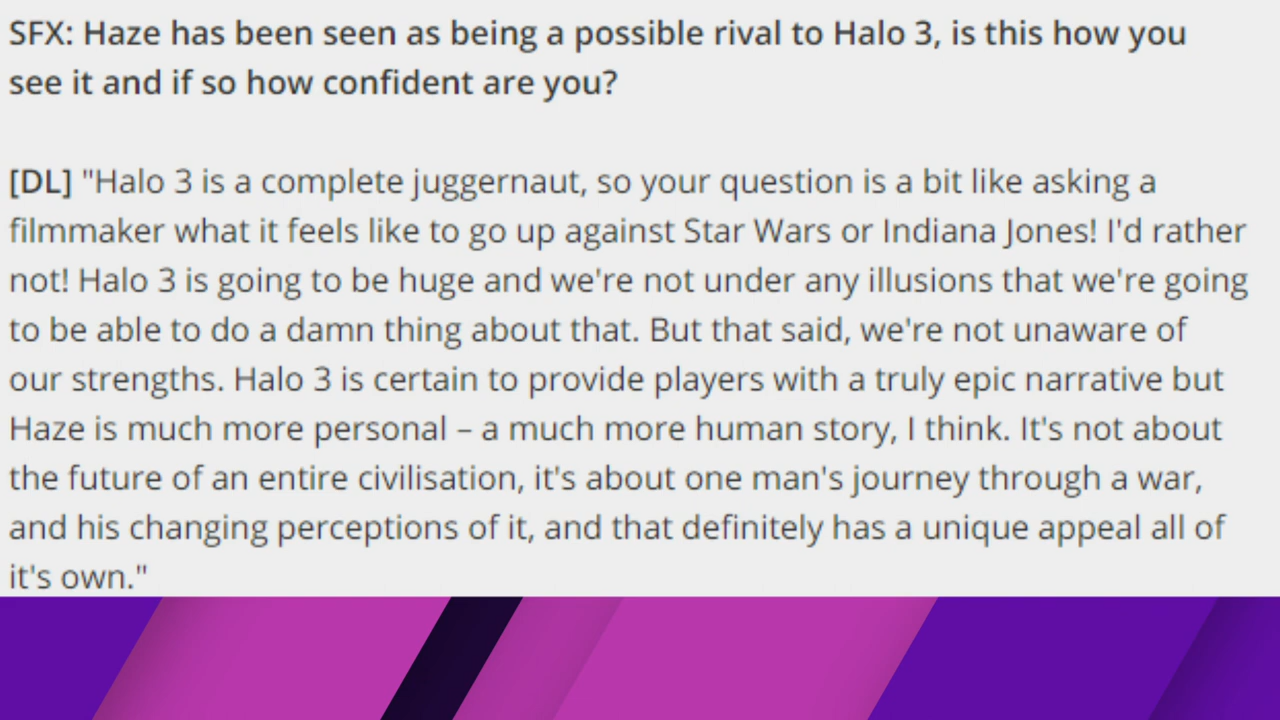 SFX: Haze has been seen as being a possible rival to Halo 3, is this how you
see it and if so how confident are you?
[DL] "Halo 3 is a complete juggernaut, so your question is a bit like asking a
filmmaker what it feels like to go up against Star Wars or Indiana Jones! I'd rather
not! Halo 3 is going to be huge and we're not under any illusions that we're going
to be able to do a damn thing about that. But that said, we're not unaware of
our strengths. Halo 3 is certain to provide players with a truly epic narrative but
Haze is much more personal – a much more human story, I think. It's not about
the future of an entire civilisation, it's about one man's journey through a war,
and his changing perceptions of it, and that definitely has a unique appeal all of
it's own."